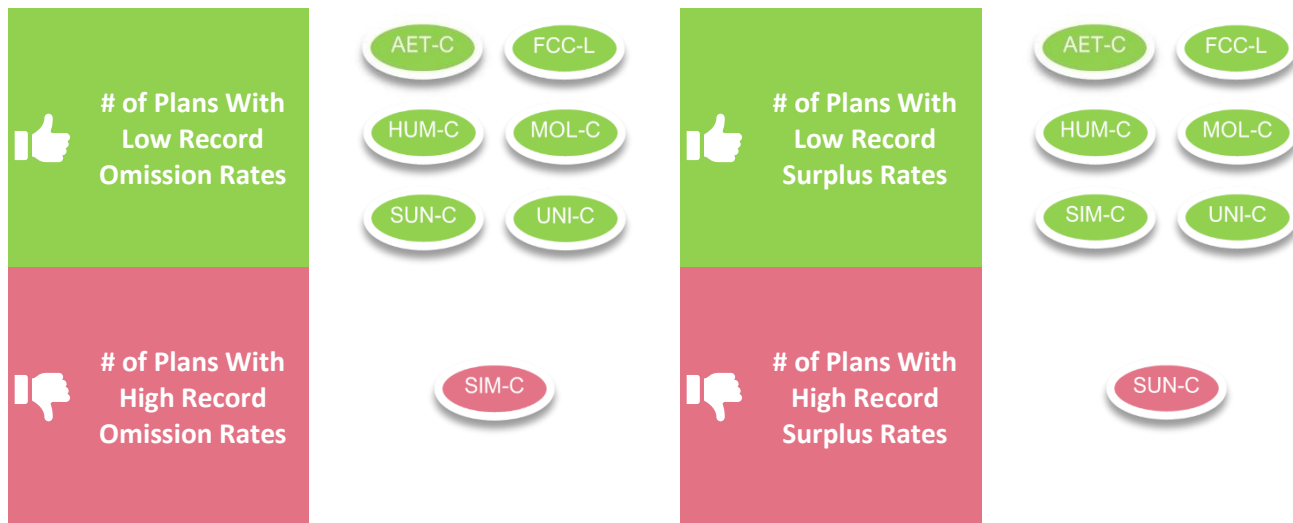 # of Plans With
Low Record
Omission Rates
AET-C
FCC-L
HUM-C
MOL-C
SUN-C
UNI-C
# of Plans With
High Record
Omission Rates
SIM-C
# of Plans With
Low Record
Surplus Rates
AET-C
FCC-L
HUM-C
MOL-C
SIM-C
UNI-C
# of Plans With
High Record
Surplus Rates
SUN-C